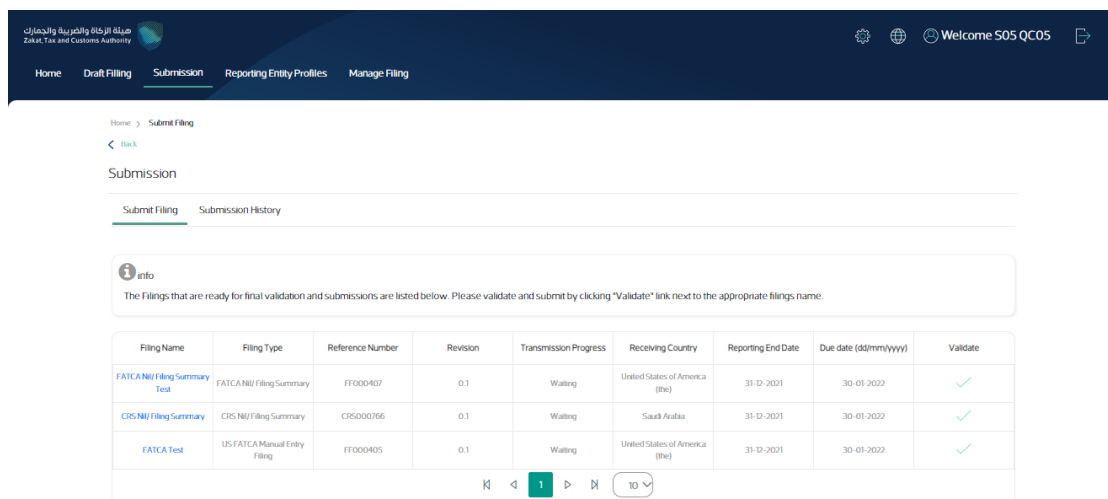 هيئة الزكاة والضريبة والجمارك
Zakat, Tax and Customs Authority
Welcome S05 QC05
Home Draft Filling Submission Reporting Entity Profiles Manage Filing
Home > Submit Filing
Back
Submission
Submit Filing Submission History
info
The Filings that are ready for final validation and submissions are listed below. Please validate and submit by clicking "Validate" link next to the appropriate filings name.
Filing Name Filing Type Reference Number Revision Transmission Progress Receiving Country Reporting End Date Due date (dd/mm/yyyy) Validate
FATCA Nil/ Filing Summary Test FATCA Nil/ Filing Summary FF000407 0.1 Waiting United States of America (the) 31-12-2021 30-01-2022
CRS Nil/ Filing Summary CRS Nil/ Filing Summary CRS000766 0.1 Waiting Saudi Arabia 31-12-2021 30-01-2022
FATCA Test US FATCA Manual Entry Filing FF000405 0.1 Waiting United States of America (the) 31-12-2021 30-01-2022
1 10